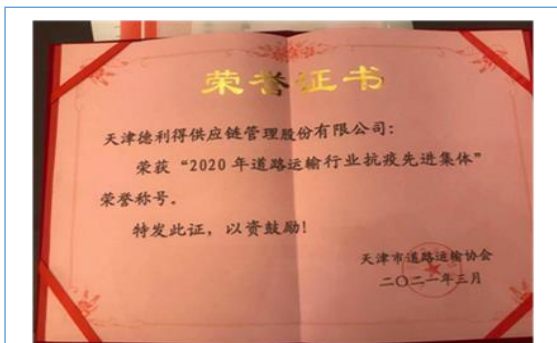 荣誉证书
天津德利得供应链管理股份有限公司：
荣获“2020年道路运输行业抗疫先进集体”
荣誉称号。
特发此证，以资鼓励！
天津市道路运输协会
二〇二一年三月